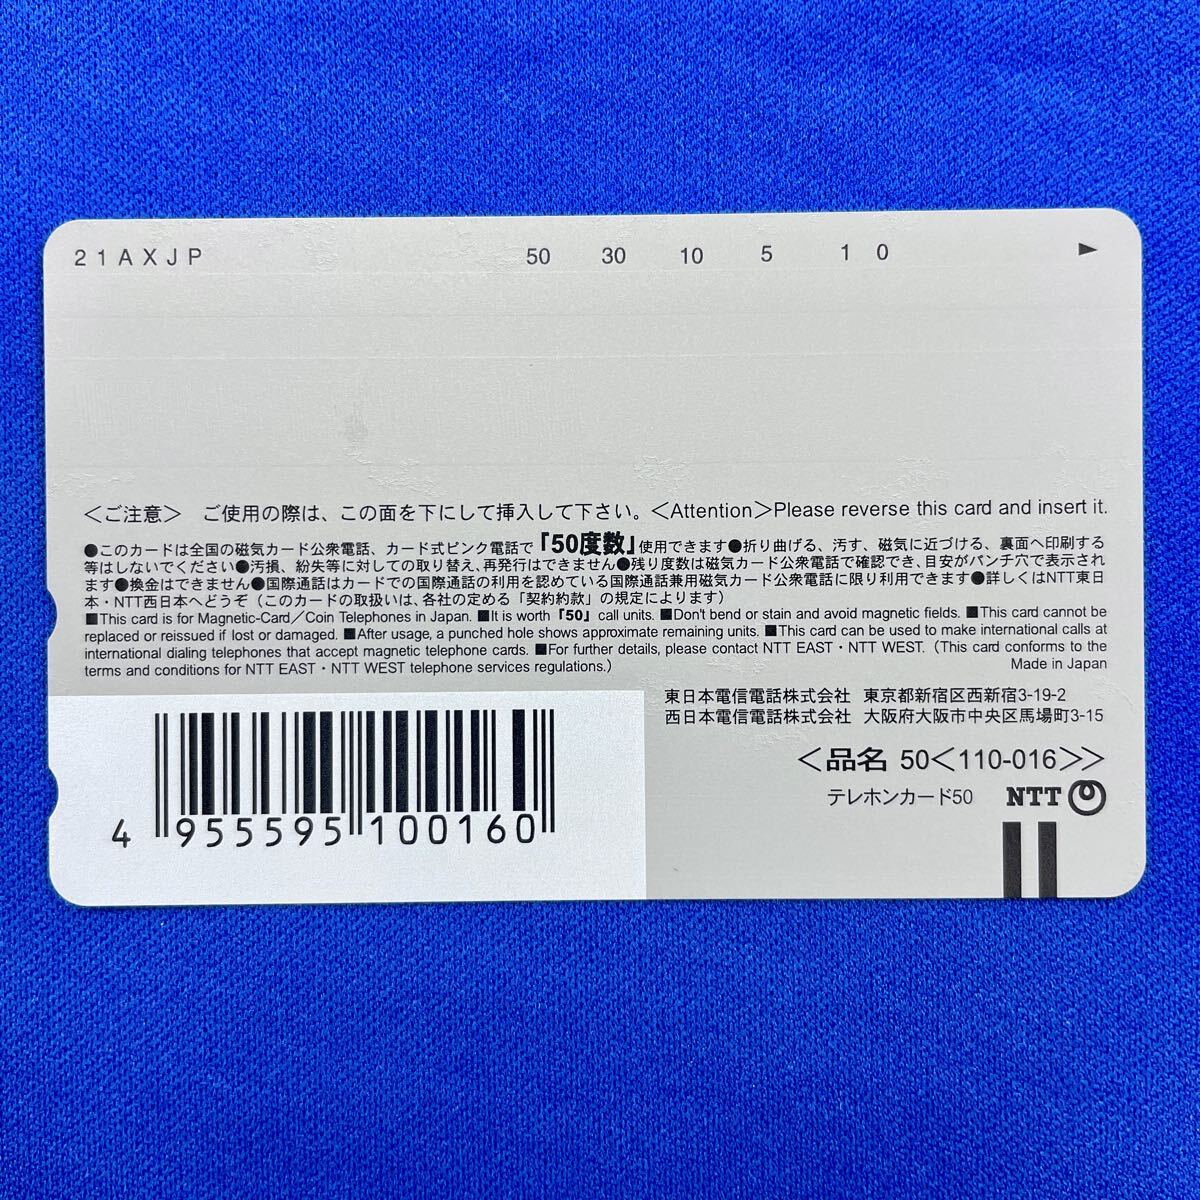 21AXJP 50 30 10 5 1 0 ►
＜ご注意＞ ご使用の際は、この面を下にして挿入して下さい。＜Attention＞Please reverse this card and insert it.
●このカードは全国の磁気カード公衆電話、カード式ピンク電話で「50度数」使用できます●折り曲げる、汚す、磁気に近づける、裏面へ印刷する
等はしないでください●汚損、紛失等に対しての取り替え、再発行はできません●残り度数は磁気カード公衆電話で確認でき、目安がパンチ穴で表示され
ます●換金はできません●国際通話はカードでの国際通話の利用を認めている国際通話兼用磁気カード公衆電話に限り利用できます●詳しくはNTT東日
本・NTT西日本へどうぞ（このカードの取扱いは、各社の定める「契約約款」の規定によります）
■This card is for Magnetic-Card／Coin Telephones in Japan. ■It is worth「50」call units. ■Don't bend or stain and avoid magnetic fields. ■This card cannot be
replaced or reissued if lost or damaged. ■After usage, a punched hole shows approximate remaining units. ■This card can be used to make international calls at
international dialing telephones that accept magnetic telephone cards. ■For further details, please contact NTT EAST・NTT WEST.（This card conforms to the
terms and conditions for NTT EAST・NTT WEST telephone services regulations.）
Made in Japan
東日本電信電話株式会社 東京都新宿区西新宿3-19-2
西日本電信電話株式会社 大阪府大阪市中央区馬場町3-15
＜品名 50＜110-016＞＞
テレホンカード50 NTT
4 955595 100160